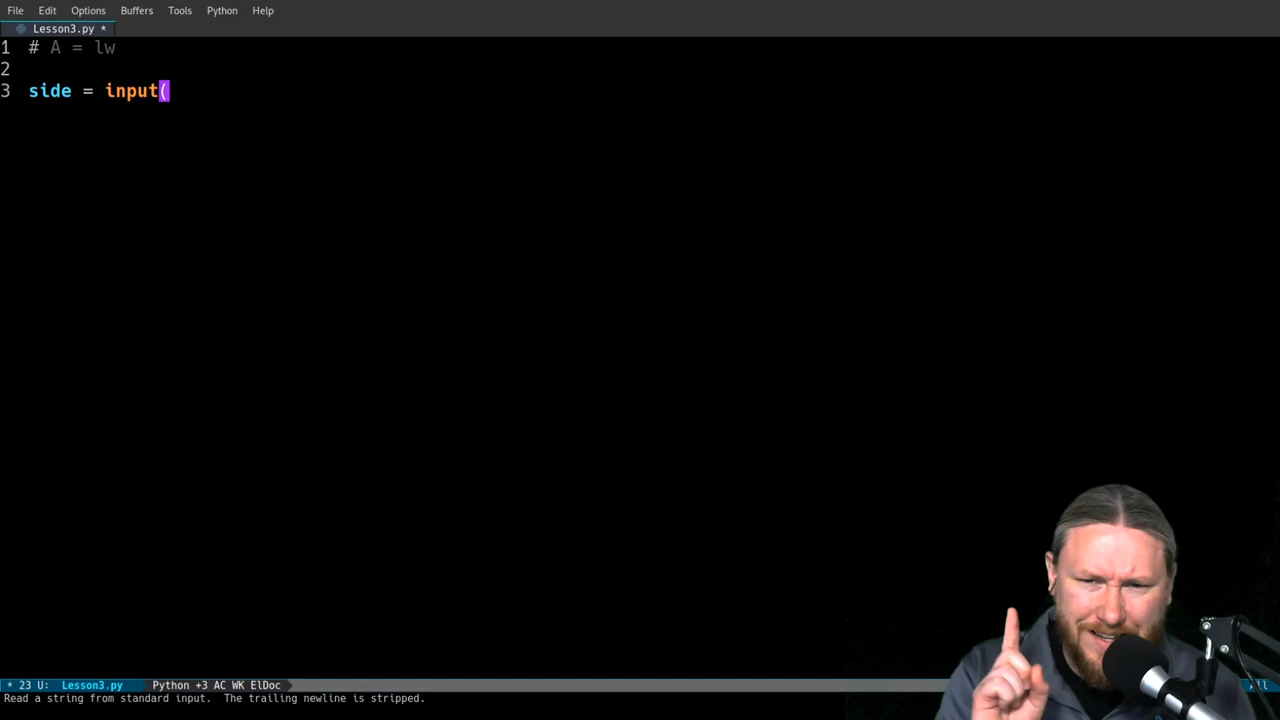 File Edit Options Buffers Tools Python Help
Lesson3.py *
1 # A = lw
2
3 side = input(
* 23 U: Lesson3.py Python +3 AC WK ElDoc All
Read a string from standard input. The trailing newline is stripped.